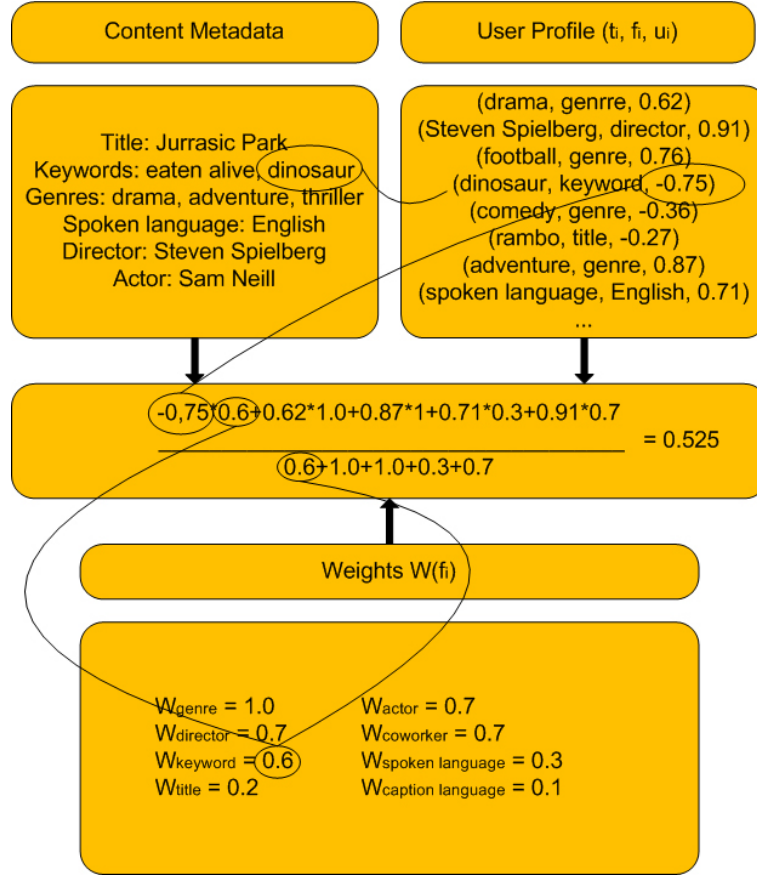 Content Metadata
User Profile (ti, fi, ui)
Title: Jurrasic Park
Keywords: eaten alive, dinosaur
Genres: drama, adventure, thriller
Spoken language: English
Director: Steven Spielberg
Actor: Sam Neill
(drama, genrre, 0.62)
(Steven Spielberg, director, 0.91)
(football, genre, 0.76)
(dinosaur, keyword, -0.75)
(comedy, genre, -0.36)
(rambo, title, -0.27)
(adventure, genre, 0.87)
(spoken language, English, 0.71)
...
-0,75*0.6+0.62*1.0+0.87*1+0.71*0.3+0.91*0.7
0.6+1.0+1.0+0.3+0.7
= 0.525
Weights W(fi)
Wgenre = 1.0
Wdirector = 0.7
Wkeyword = 0.6
Wtitle = 0.2
Wactor = 0.7
Wcoworker = 0.7
Wspoken language = 0.3
Wcaption language = 0.1